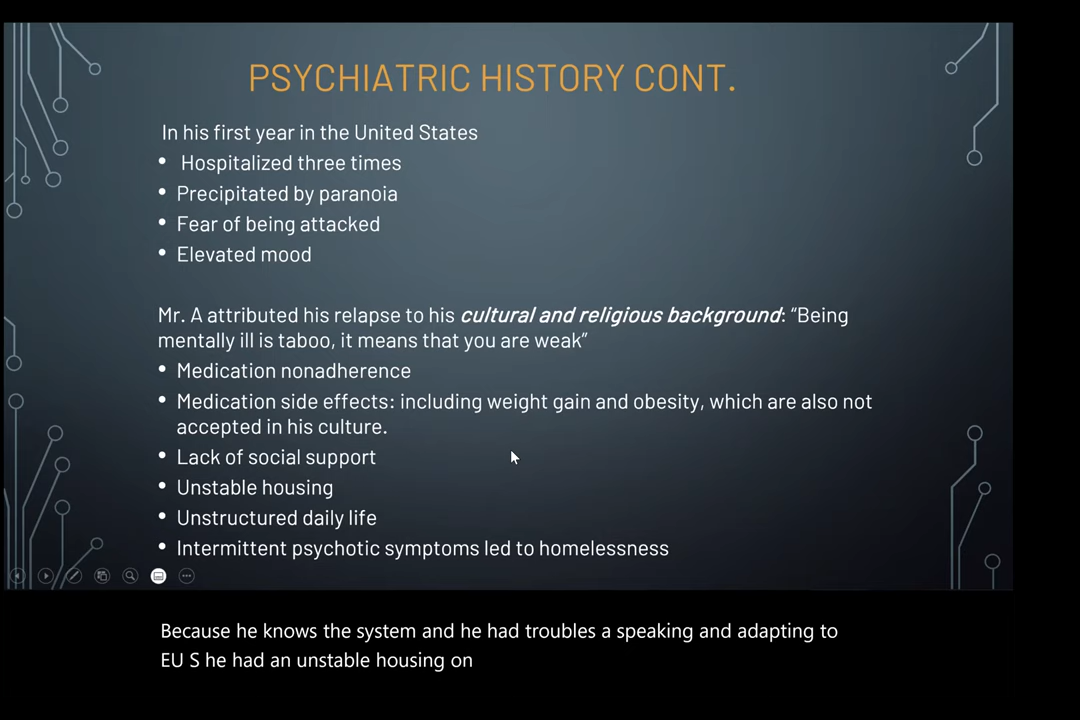 PSYCHIATRIC HISTORY CONT.
In his first year in the United States
• Hospitalized three times
• Precipitated by paranoia
• Fear of being attacked
• Elevated mood
Mr. A attributed his relapse to his cultural and religious background: “Being
mentally ill is taboo, it means that you are weak”
• Medication nonadherence
• Medication side effects: including weight gain and obesity, which are also not
accepted in his culture.
• Lack of social support
• Unstable housing
• Unstructured daily life
• Intermittent psychotic symptoms led to homelessness
Because he knows the system and he had troubles a speaking and adapting to
EU S he had an unstable housing on